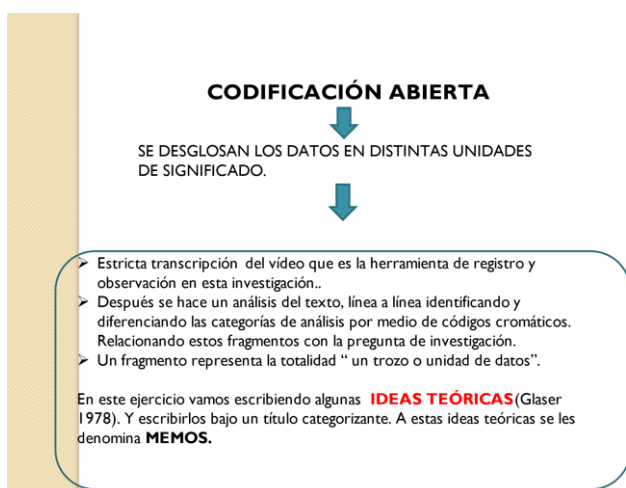 CODIFICACIÓN ABIERTA
SE DESGLOSAN LOS DATOS EN DISTINTAS UNIDADES
DE SIGNIFICADO.
➢ Estricta transcripción del vídeo que es la herramienta de registro y
observación en esta investigación..
➢ Después se hace un análisis del texto, línea a línea identificando y
diferenciando las categorías de análisis por medio de códigos cromáticos.
Relacionando estos fragmentos con la pregunta de investigación.
➢ Un fragmento representa la totalidad “ un trozo o unidad de datos”.
En este ejercicio vamos escribiendo algunas IDEAS TEÓRICAS(Glaser
1978). Y escribirlos bajo un título categorizante. A estas ideas teóricas se les
denomina MEMOS.